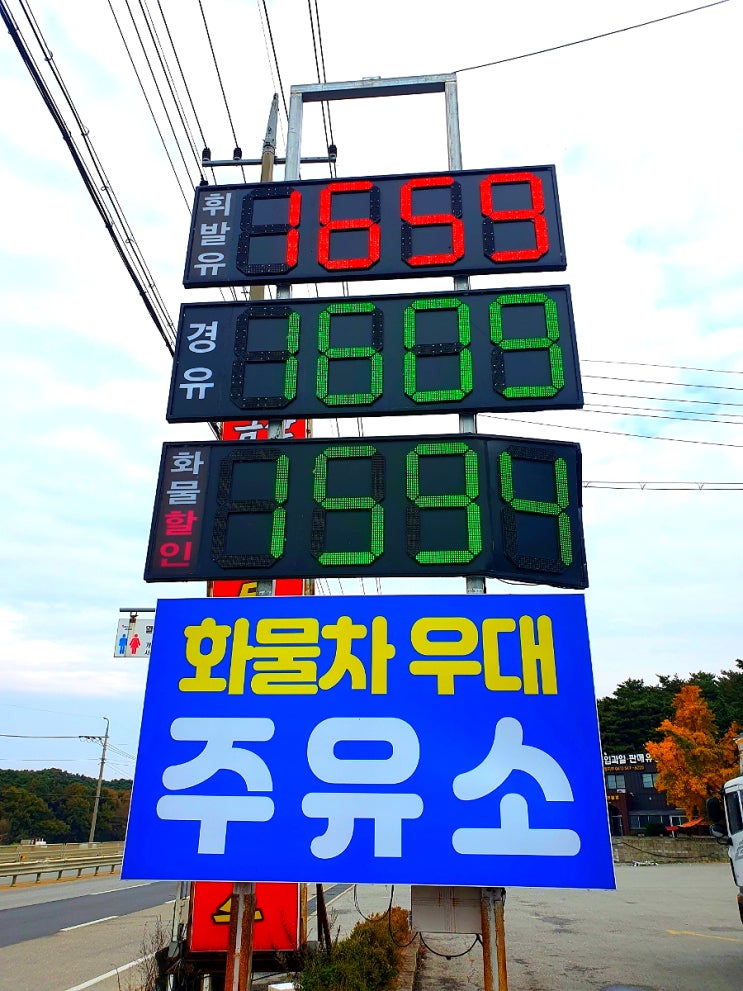 휘발유 1659
경유 1609
화물할인 1594
화물차 우대
주유소